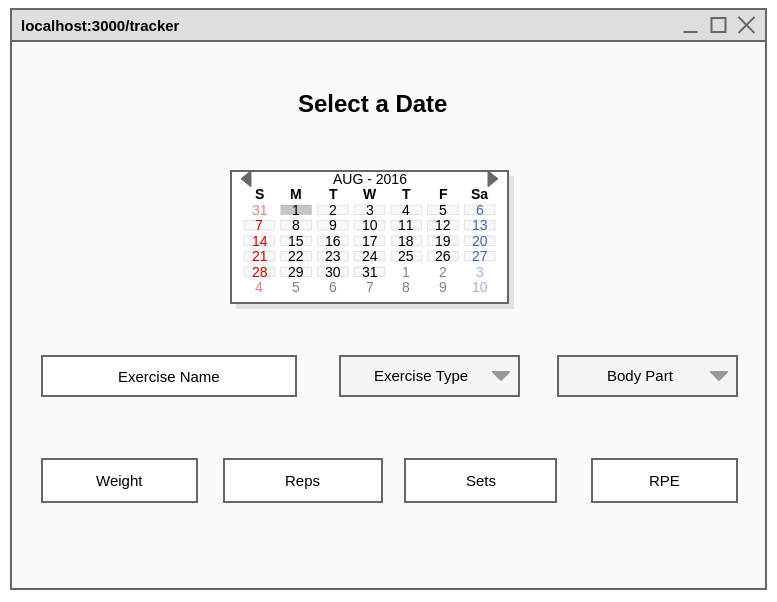 localhost:3000/tracker
Select a Date
AUG - 2016
S M T W T F Sa
31 1 2 3 4 5 6
7 8 9 10 11 12 13
14 15 16 17 18 19 20
21 22 23 24 25 26 27
28 29 30 31 1 2 3
4 5 6 7 8 9 10
Exercise Name Exercise Type Body Part
Weight Reps Sets RPE